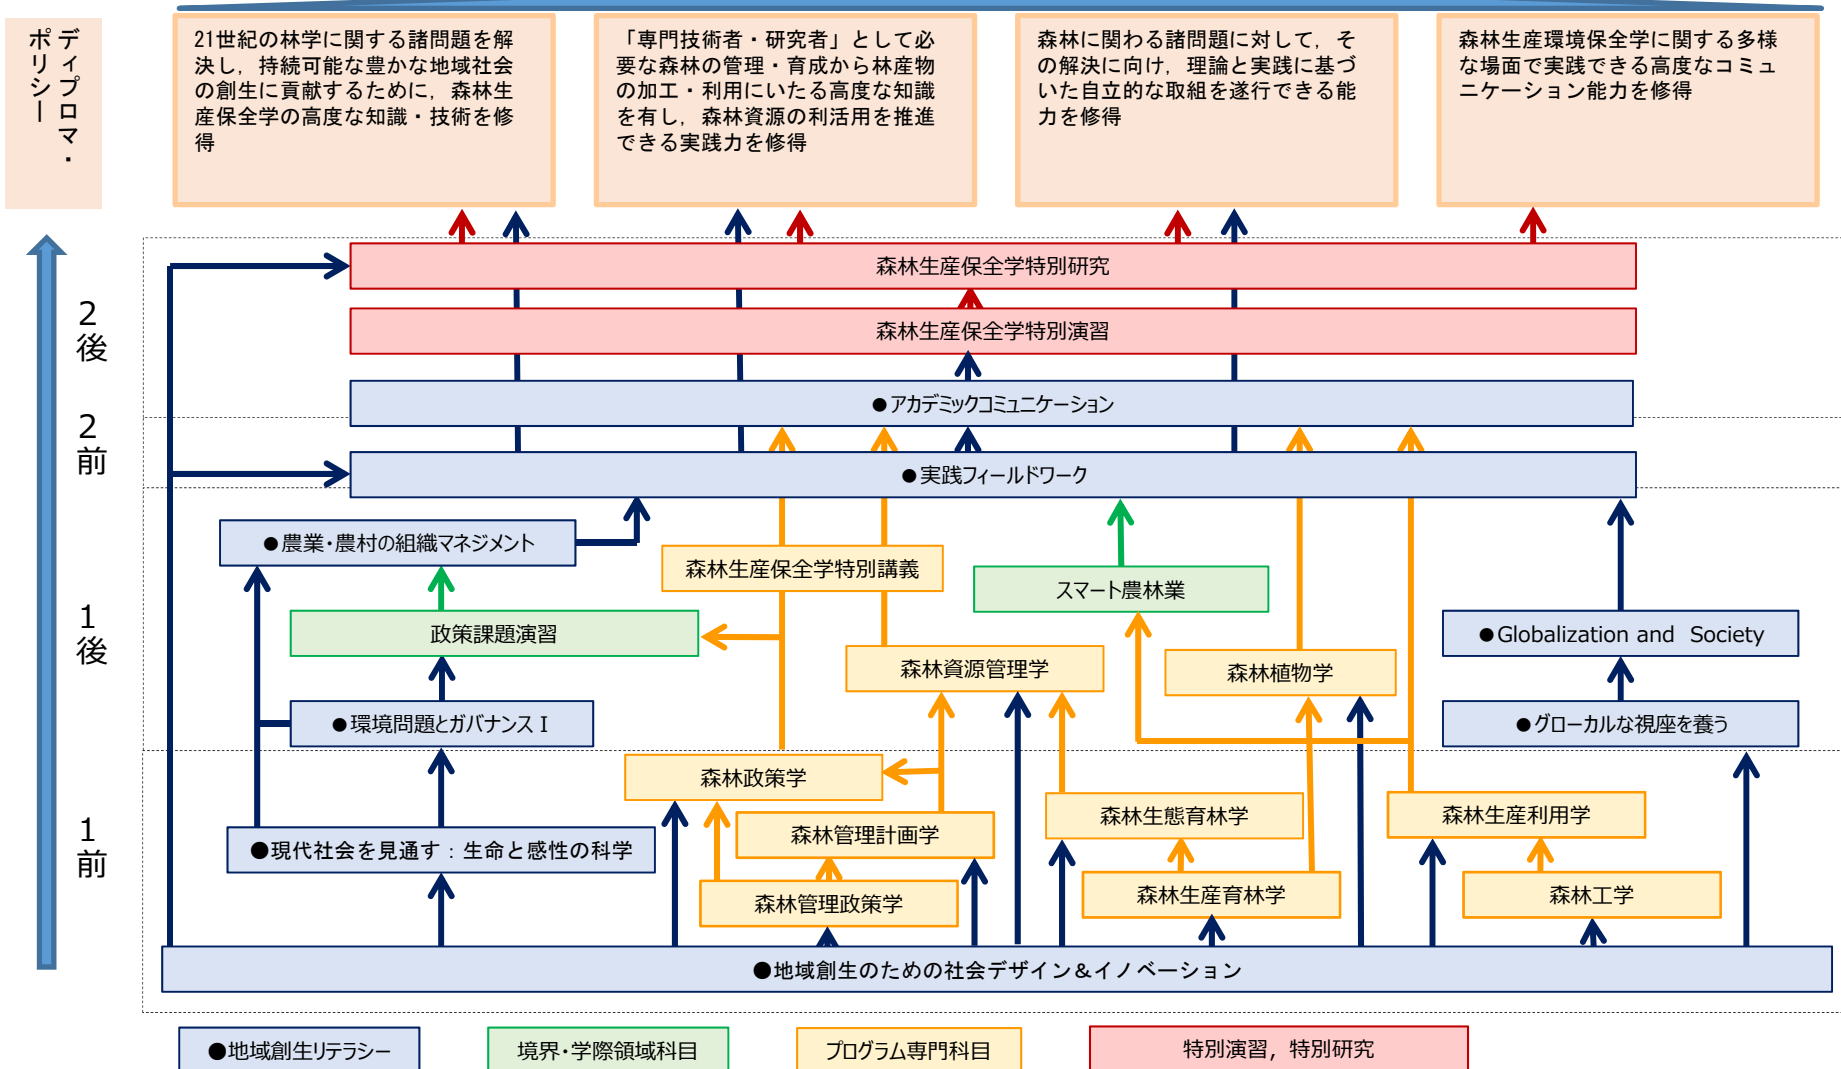 ディプロマ・
ポリシー
21世紀の林学に関する諸問題を解
決し，持続可能な豊かな地域社会
の創生に貢献するために，森林生
産保全学の高度な知識・技術を修
得
「専門技術者・研究者」として必
要な森林の管理・育成から林産物
の加工・利用にいたる高度な知識
を有し，森林資源の利活用を推進
できる実践力を修得
森林に関わる諸問題に対して，そ
の解決に向け，理論と実践に基づ
いた自立的な取組を遂行できる能
力を修得
森林生産環境保全学に関する多様
な場面で実践できる高度なコミュ
ニケーション能力を修得
2後
森林生産保全学特別研究
森林生産保全学特別演習
●アカデミックコミュニケーション
2前
●実践フィールドワーク
1後
●農業・農村の組織マネジメント
森林生産保全学特別講義
スマート農林業
政策課題演習
●Globalization and Society
森林資源管理学
森林植物学
●環境問題とガバナンスⅠ
●グローカルな視座を養う
1前
森林政策学
森林生態育林学
森林生産利用学
森林管理計画学
●現代社会を見通す：生命と感性の科学
森林管理政策学
森林生産育林学
森林工学
●地域創生のための社会デザイン＆イノベーション
●地域創生リテラシー
境界・学際領域科目
プログラム専門科目
特別演習，特別研究